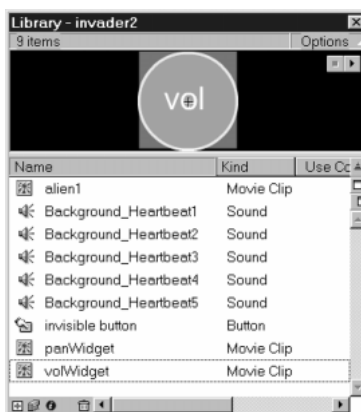 Library - invader2
9 items Options
vol
Name Kind Use Cc
alien1 Movie Clip
Background_Heartbeat1 Sound
Background_Heartbeat2 Sound
Background_Heartbeat3 Sound
Background_Heartbeat4 Sound
Background_Heartbeat5 Sound
invisible button Button
panWidget Movie Clip
volWidget Movie Clip